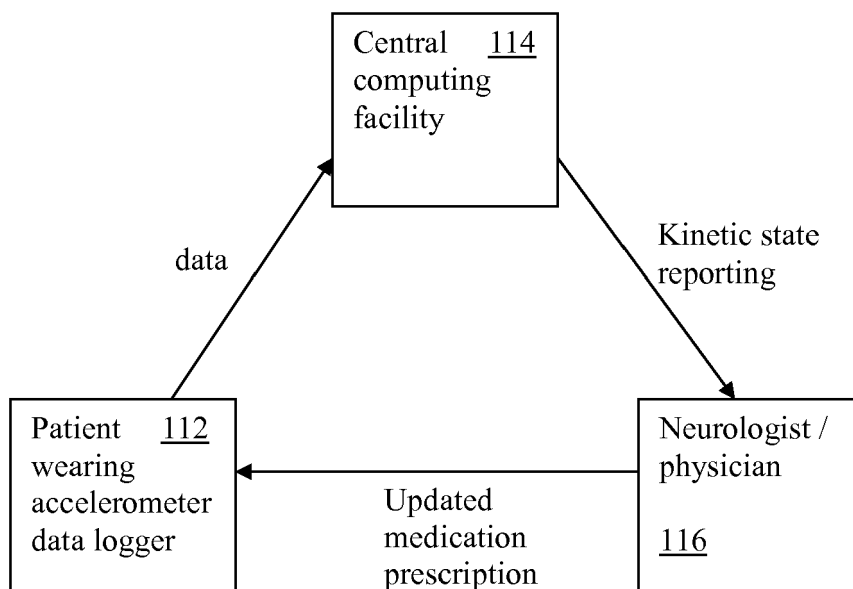 Central 114
computing
facility
data
Kinetic state
reporting
Patient 112
wearing
accelerometer
data logger
Updated
medication
prescription
Neurologist /
physician
116